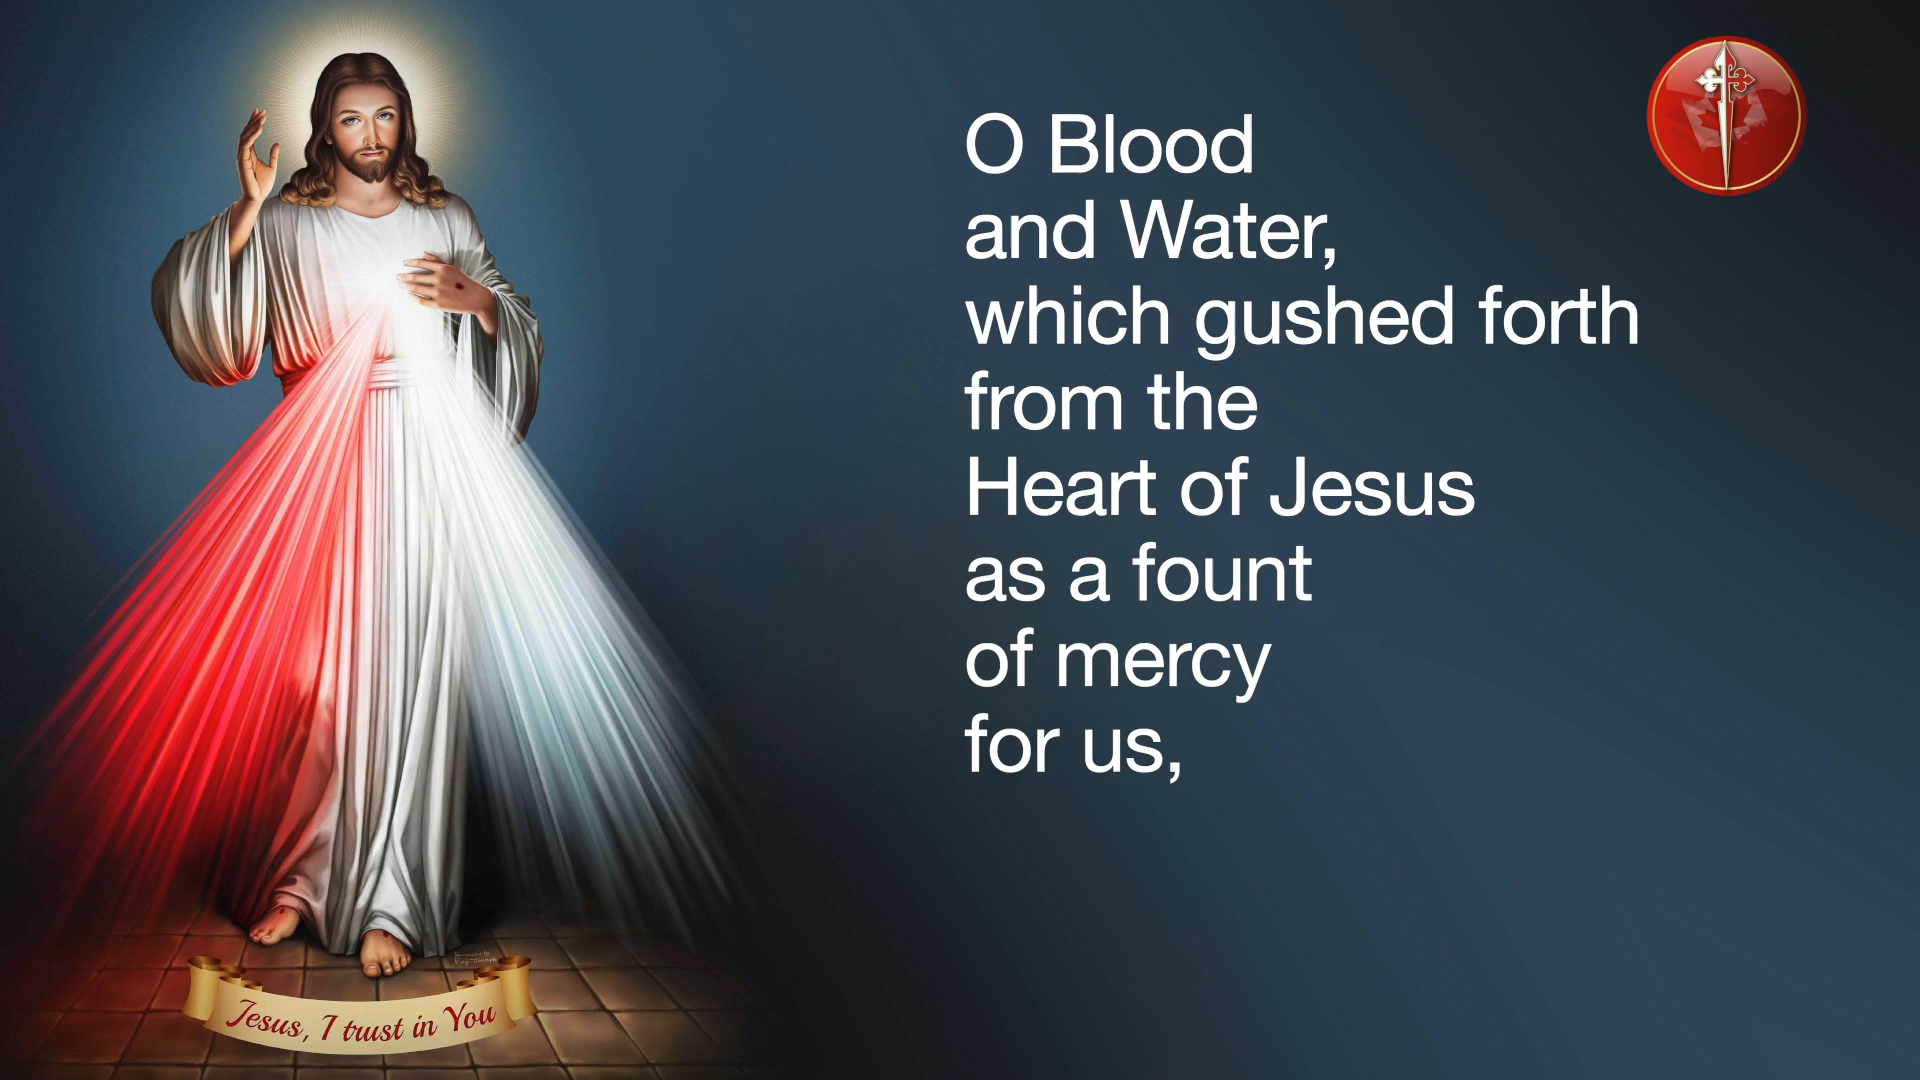 O Blood
and Water,
which gushed forth
from the
Heart of Jesus
as a fount
of mercy
for us,
Jesus, I trust in You